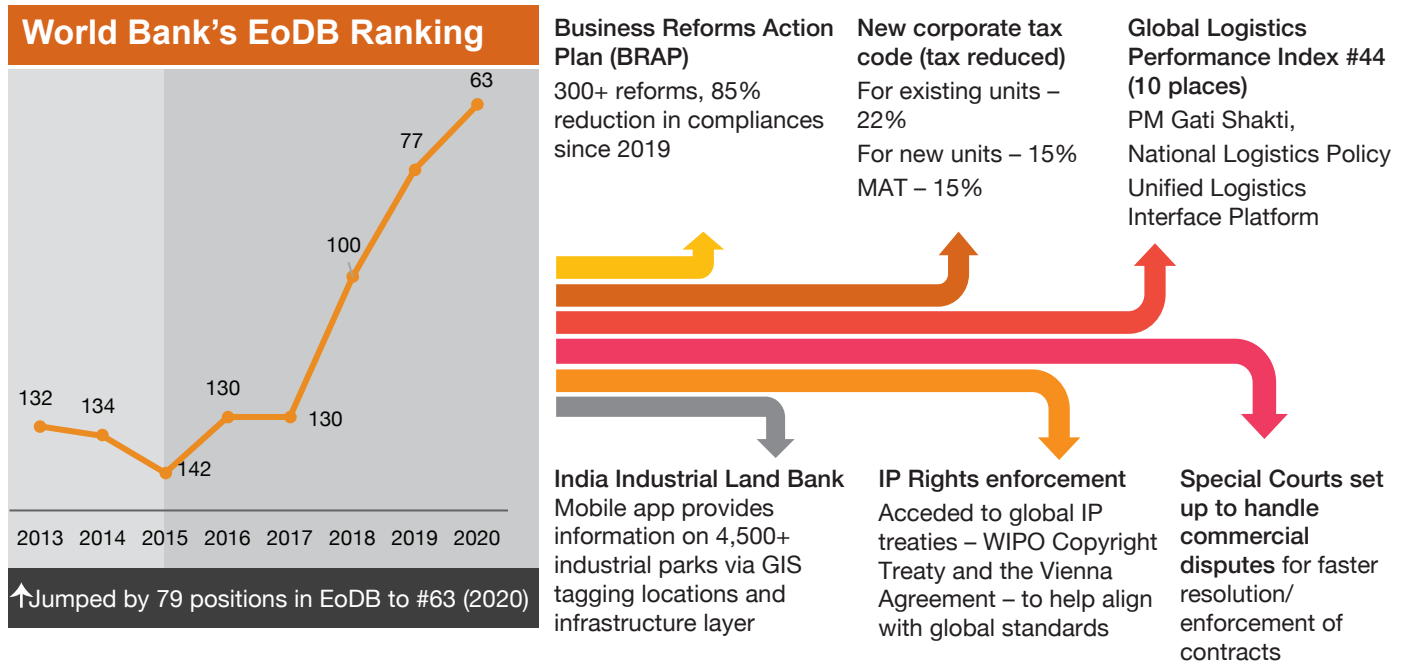 World Bank's EoDB Ranking
63
77
100
132
134
130
130
142
2013 2014 2015 2016 2017 2018 2019 2020
Jumped by 79 positions in EoDB to #63 (2020)
Business Reforms Action
Plan (BRAP)
300+ reforms, 85%
reduction in compliances
since 2019
New corporate tax
code (tax reduced)
For existing units –
22%
For new units – 15%
MAT – 15%
Global Logistics
Performance Index #44
(10 places)
PM Gati Shakti,
National Logistics Policy
Unified Logistics
Interface Platform
India Industrial Land Bank
Mobile app provides
information on 4,500+
industrial parks via GIS
tagging locations and
infrastructure layer
IP Rights enforcement
Acceded to global IP
treaties – WIPO Copyright
Treaty and the Vienna
Agreement – to help align
with global standards
Special Courts set
up to handle
commercial
disputes for faster
resolution/
enforcement of
contracts